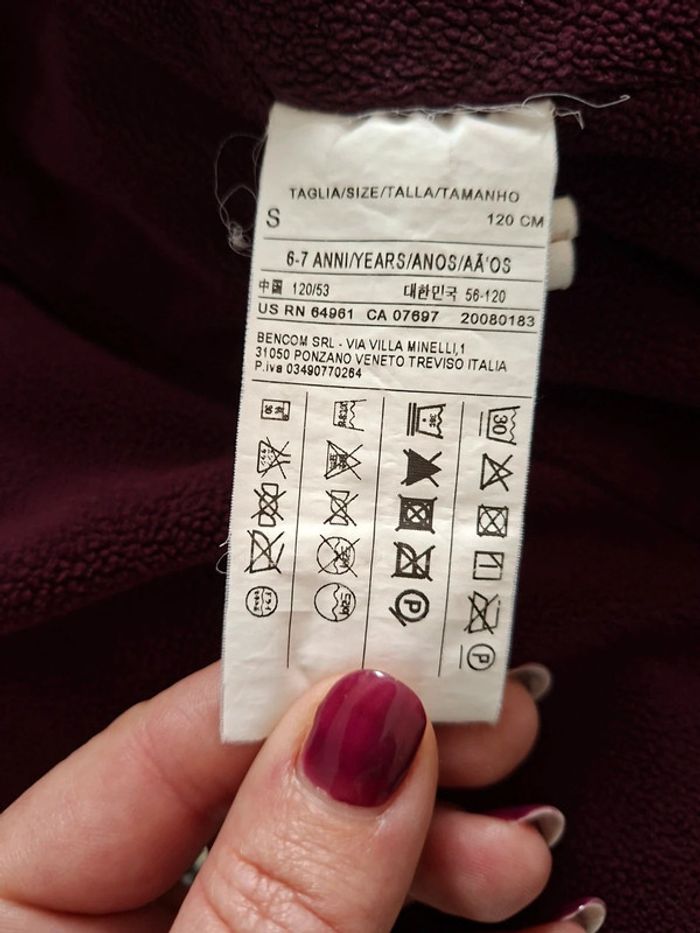 TAGLIA/SIZE/TALLA/TAMANHO
S 120 CM
6-7 ANNI/YEARS/ANOS/AÃ'OS
中国 120/53 대한민국 56-120
US RN 64961 CA 07697 20080183
BENCOM SRL - VIA VILLA MINELLI,1
31050 PONZANO VENETO TREVISO ITALIA
P.iva 03490770264
30
P
P